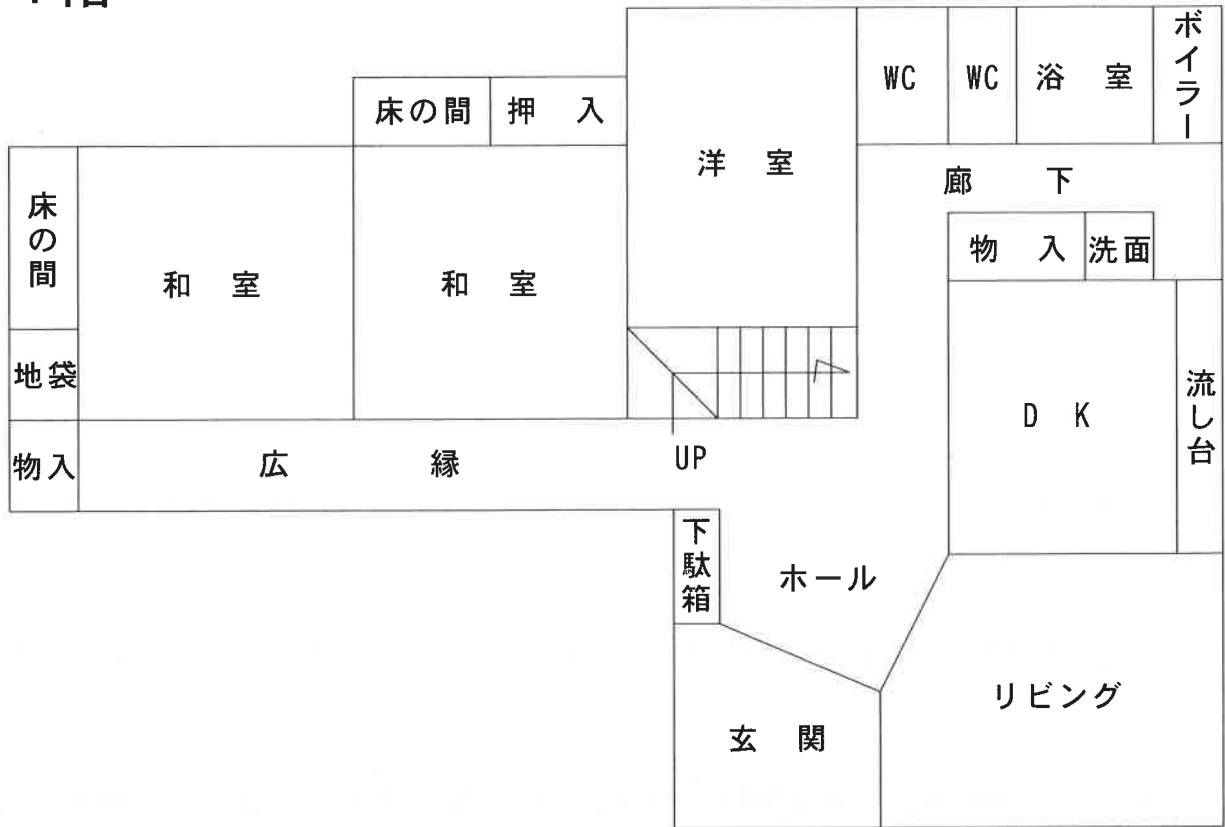 ボイラー
WC
WC
浴室
床の間
押入
洋室
廊下
床の間
物入
洗面
和室
和室
地袋
DK
流し台
物入
広縁
UP
下駄箱
ホール
リビング
玄関